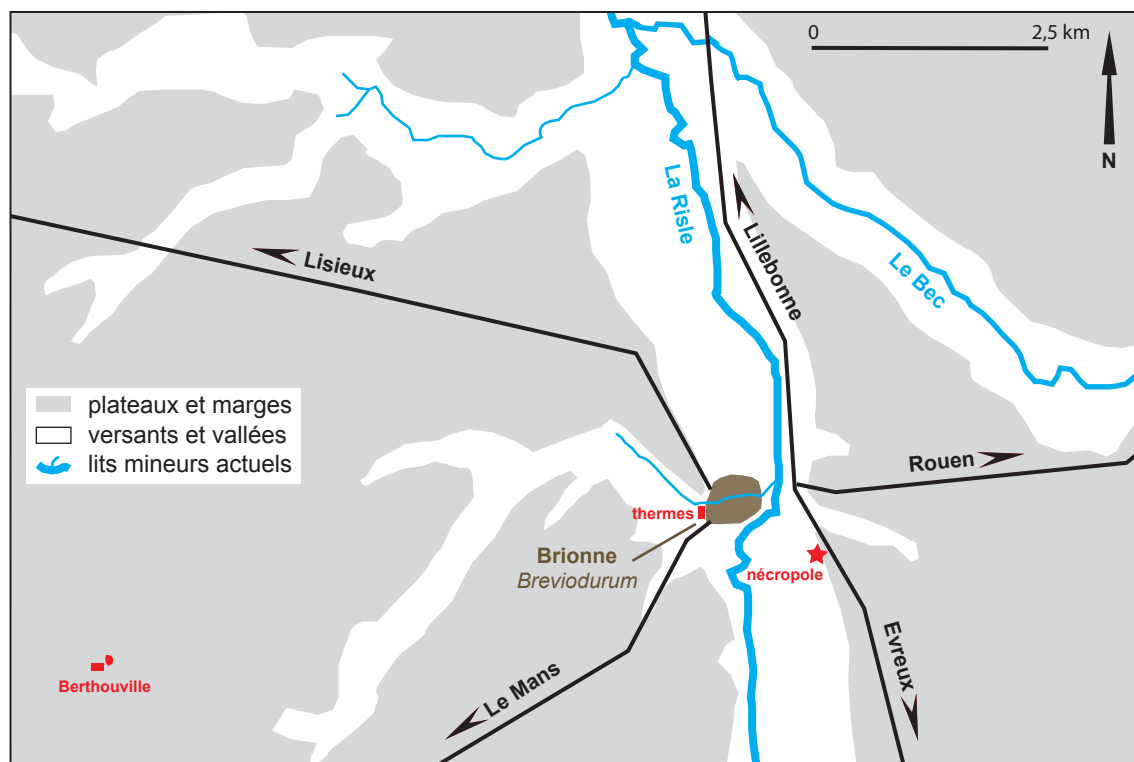 0 2,5 km
N
La Risle
Lillebonne
Le Bec
Lisieux
plateaux et marges
versants et vallées
lits mineurs actuels
Rouen
thermes
Brionne
Breviodurum
nécropole
Evreux
Le Mans
Berthouville